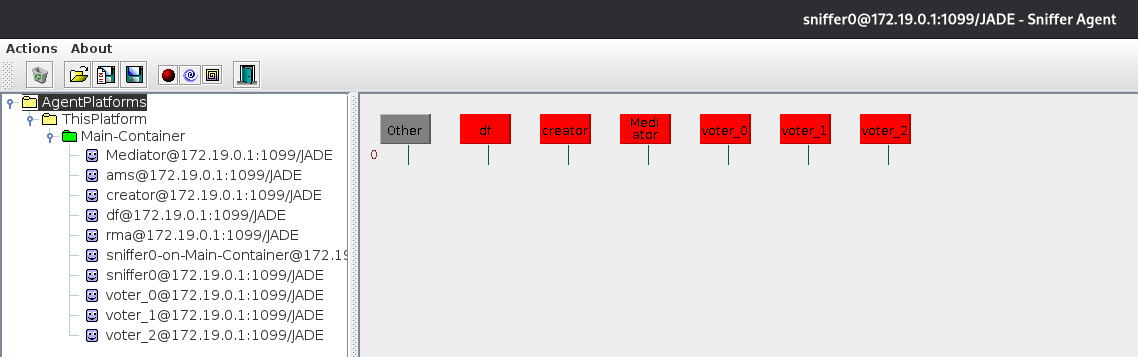 sniffer0@172.19.0.1:1099/JADE - Sniffer Agent
Actions About
AgentPlatforms
ThisPlatform
Main-Container
Mediator@172.19.0.1:1099/JADE
ams@172.19.0.1:1099/JADE
creator@172.19.0.1:1099/JADE
df@172.19.0.1:1099/JADE
rma@172.19.0.1:1099/JADE
sniffer0-on-Main-Container@172.19
sniffer0@172.19.0.1:1099/JADE
voter_0@172.19.0.1:1099/JADE
voter_1@172.19.0.1:1099/JADE
voter_2@172.19.0.1:1099/JADE
Other df creator Medi ator voter_0 voter_1 voter_2
0